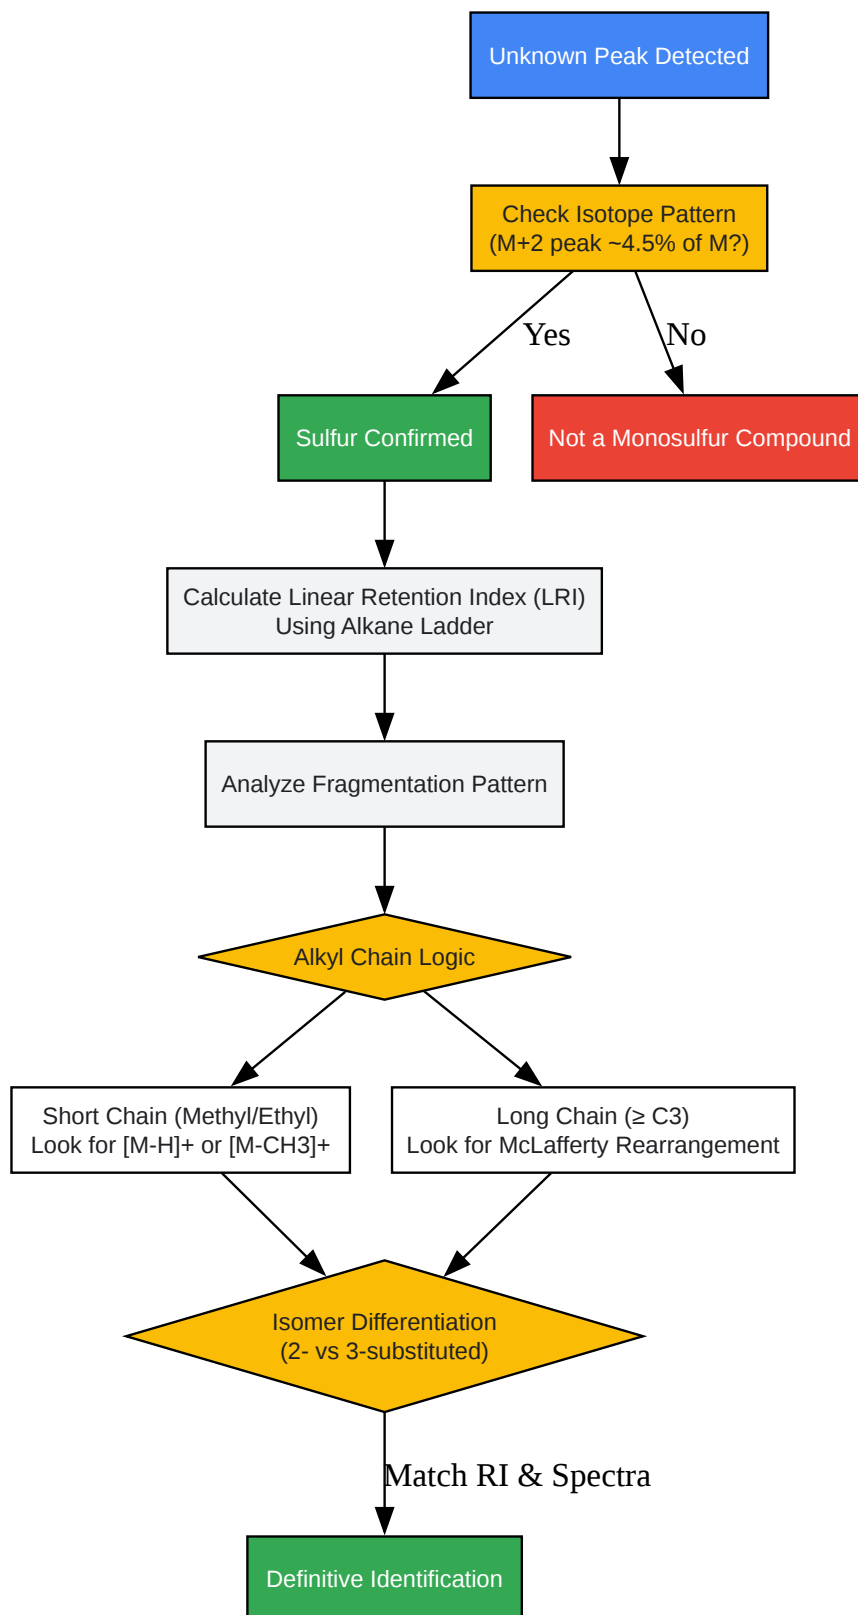 Unknown Peak Detected
Check Isotope Pattern
(M+2 peak ~4.5% of M?)
Yes
No
Sulfur Confirmed
Not a Monosulfur Compound
Calculate Linear Retention Index (LRI)
Using Alkane Ladder
Analyze Fragmentation Pattern
Alkyl Chain Logic
Short Chain (Methyl/Ethyl)
Look for [M-H]+ or [M-CH3]+
Long Chain (≥ C3)
Look for McLafferty Rearrangement
Isomer Differentiation
(2- vs 3-substituted)
Match RI & Spectra
Definitive Identification